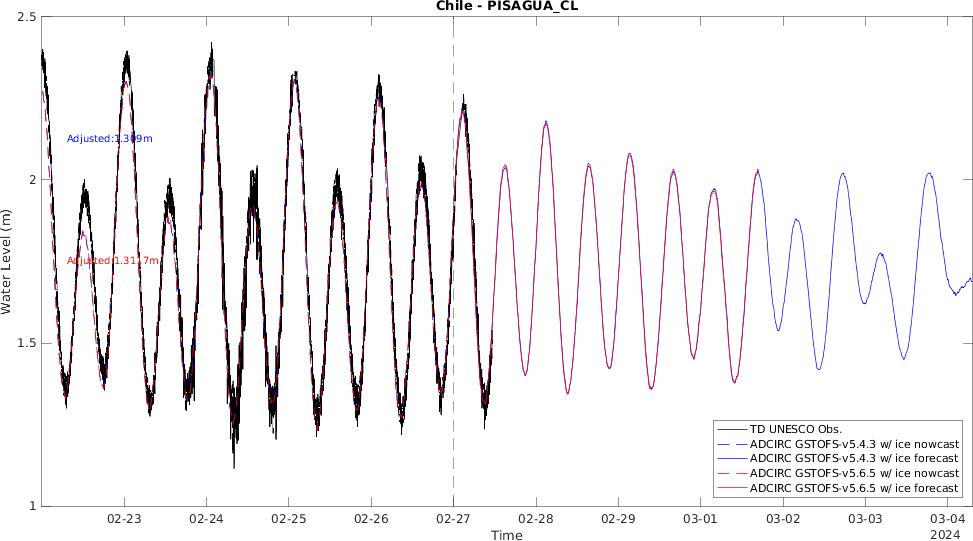 Chile - PISAGUA_CL
2.5
2
1.5
1
Water Level (m)
Adjusted:1.309m
Adjusted:1.3117m
TD UNESCO Obs.
ADCIRC GSTOFS-v5.4.3 w/ ice nowcast
ADCIRC GSTOFS-v5.4.3 w/ ice forecast
ADCIRC GSTOFS-v5.6.5 w/ ice nowcast
ADCIRC GSTOFS-v5.6.5 w/ ice forecast
02-23 02-24 02-25 02-26 02-27 02-28 02-29 03-01 03-02 03-03 03-04
Time 2024